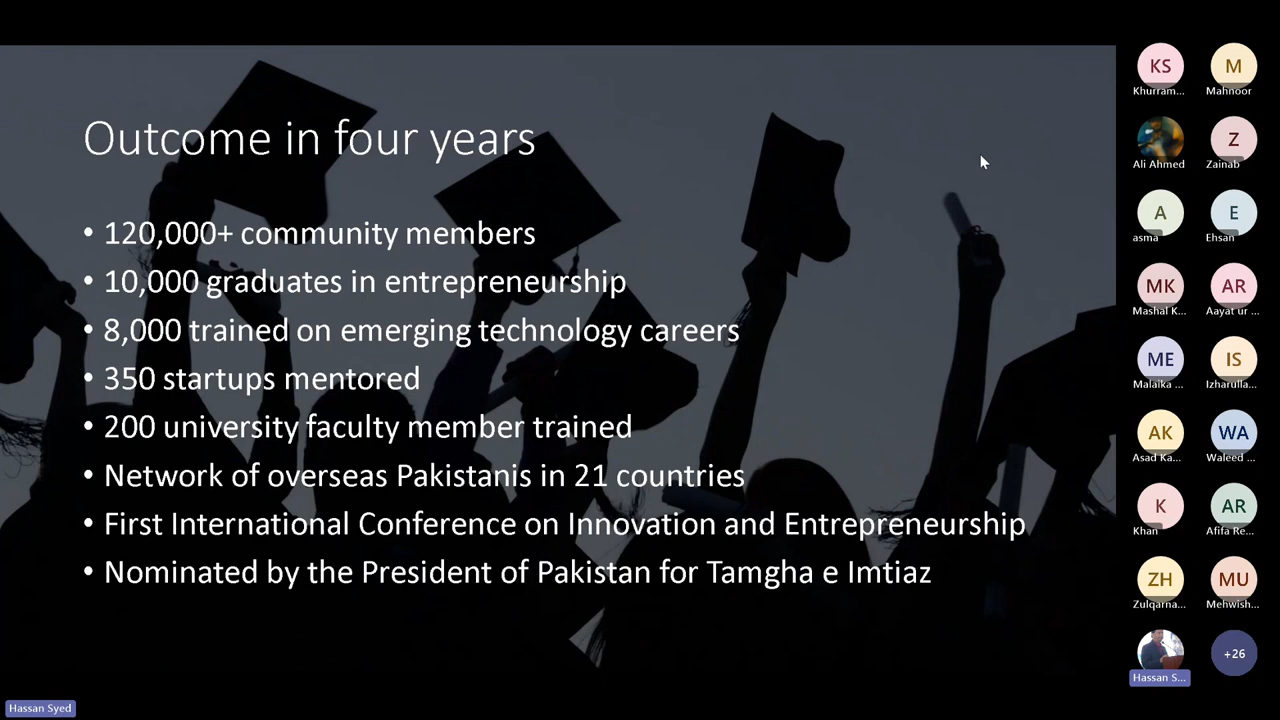 Outcome in four years
• 120,000+ community members
• 10,000 graduates in entrepreneurship
• 8,000 trained on emerging technology careers
• 350 startups mentored
• 200 university faculty member trained
• Network of overseas Pakistanis in 21 countries
• First International Conference on Innovation and Entrepreneurship
• Nominated by the President of Pakistan for Tamgha e Imtiaz
KS
Khurram...
M
Mahnoor
Ali Ahmed
Z
Zainab
A
asma
E
Ehsan
MK
Mashal K...
AR
Aayat ur ...
ME
Malaika ...
IS
Izharulla...
AK
Asad Ka...
WA
Waleed ...
K
Khan
AR
Afifa Re...
ZH
Zulqarna...
MU
Mehwish...
Hassan S...
+26
Hassan Syed